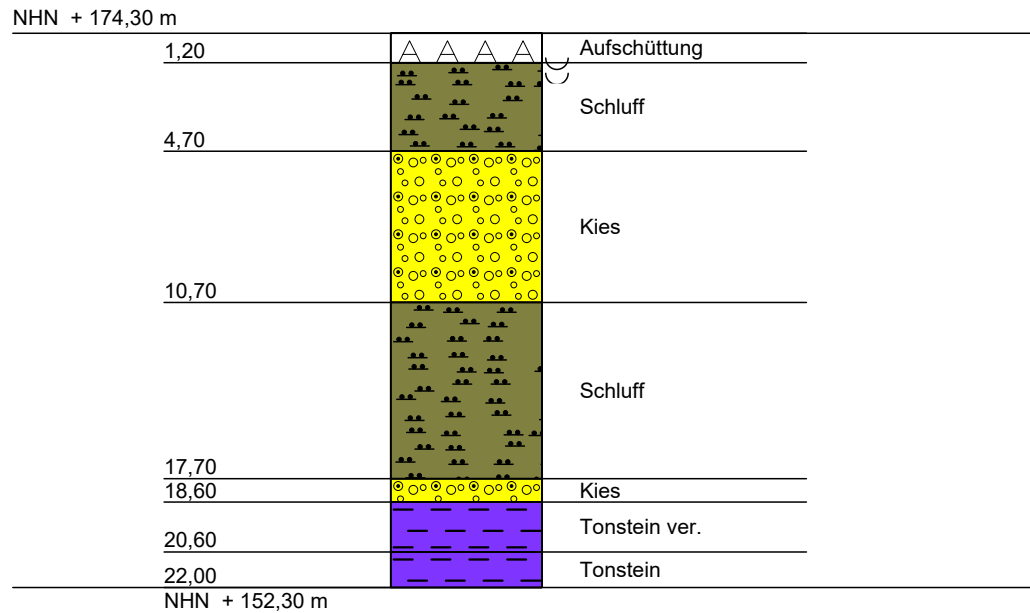 NHN + 174,30 m
1,20
Aufschüttung
Schluff
4,70
Kies
10,70
Schluff
17,70
18,60
Kies
Tonstein ver.
20,60
Tonstein
22,00
NHN + 152,30 m